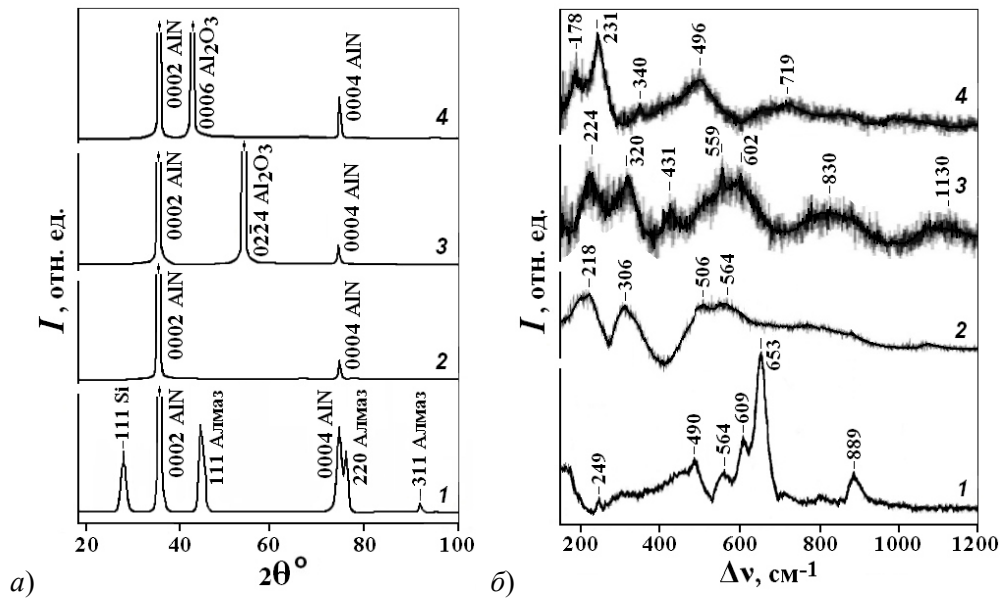 а)
I, отн. ед.
0002 AlN
0006 Al2O3
0004 AlN
4
0002 AlN
022̅4 Al2O3
0004 AlN
3
0002 AlN
0004 AlN
2
111 Si
0002 AlN
111 Алмаз
0004 AlN
220 Алмаз
311 Алмаз
1
20 40 60 80 100
2θ°
б)
I, отн. ед.
178
231
340
496
719
4
224
320
431
559
602
830
1130
3
218
306
506
564
2
249
490
564
609
653
889
1
200 400 600 800 1000 1200
Δν, см-1